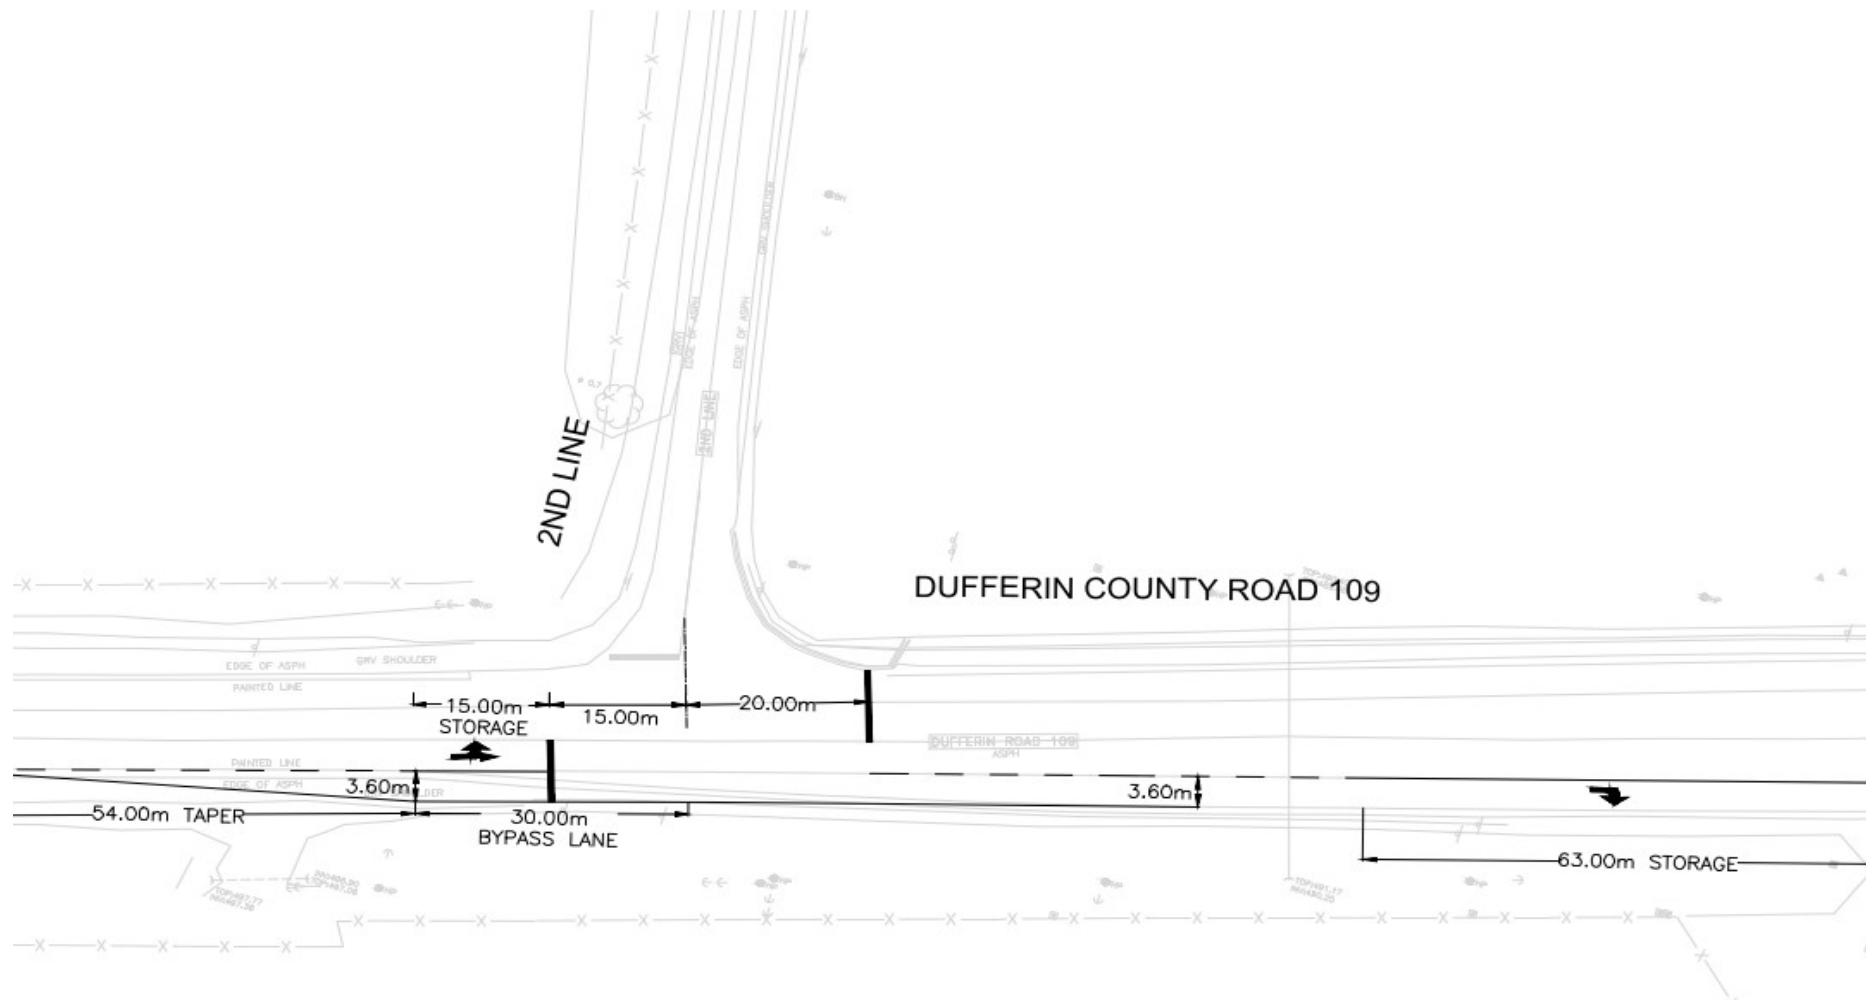 GRV SHOULDER
EDGE OF ASPH
EDGE OF ASPH
ø 0.7
2ND LINE
2ND LINE
DUFFERIN COUNTY ROAD 109
EDGE OF ASPH
GRV SHOULDER
PAINTED LINE
15.00m
STORAGE
15.00m
20.00m
DUFFERIN ROAD 109
ASPH
PAINTED LINE
EDGE OF ASPH
3.60m
3.60m
54.00m TAPER
30.00m
BYPASS LANE
63.00m STORAGE